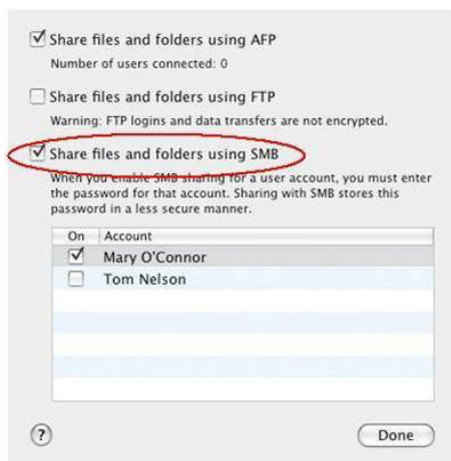 Share files and folders using AFP
Number of users connected: 0
Share files and folders using FTP
Warning: FTP logins and data transfers are not encrypted.
Share files and folders using SMB
When you enable SMB sharing for a user account, you must enter
the password for that account. Sharing with SMB stores this
password in a less secure manner.
On Account
Mary O'Connor
Tom Nelson
? Done